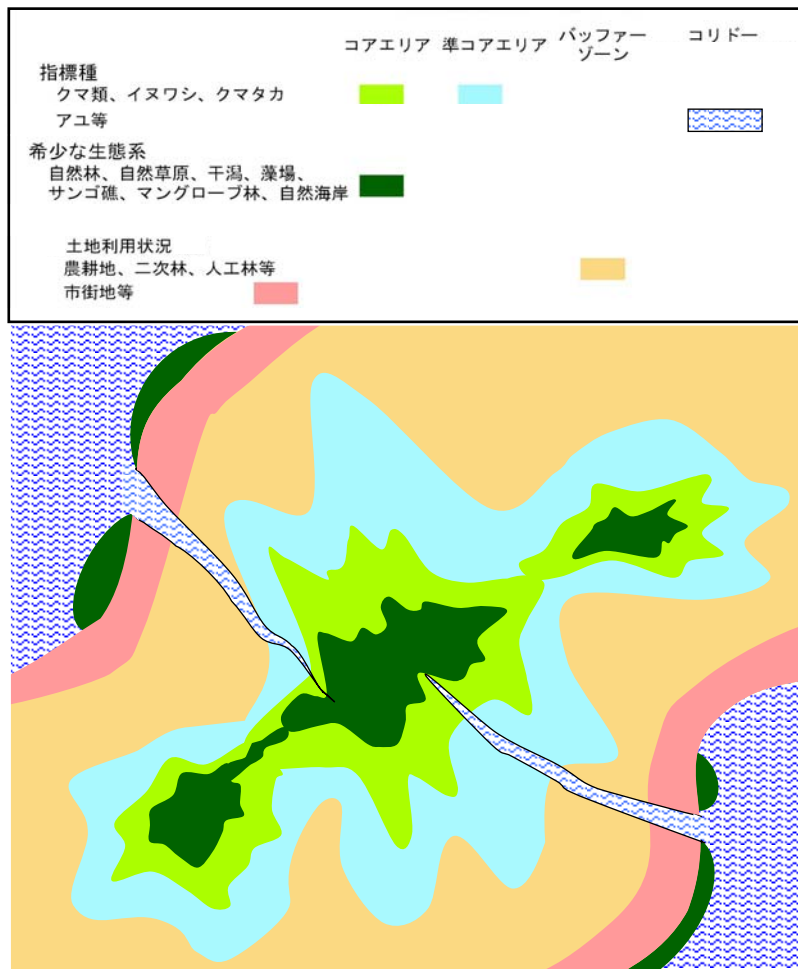 コアエリア 準コアエリア バッファー ゾーン コリドー
指標種
クマ類、イヌワシ、クマタカ
アユ等
希少な生態系
自然林、自然草原、干潟、藻場、
サンゴ礁、マングローブ林、自然海岸
土地利用状況
農耕地、二次林、人工林等
市街地等